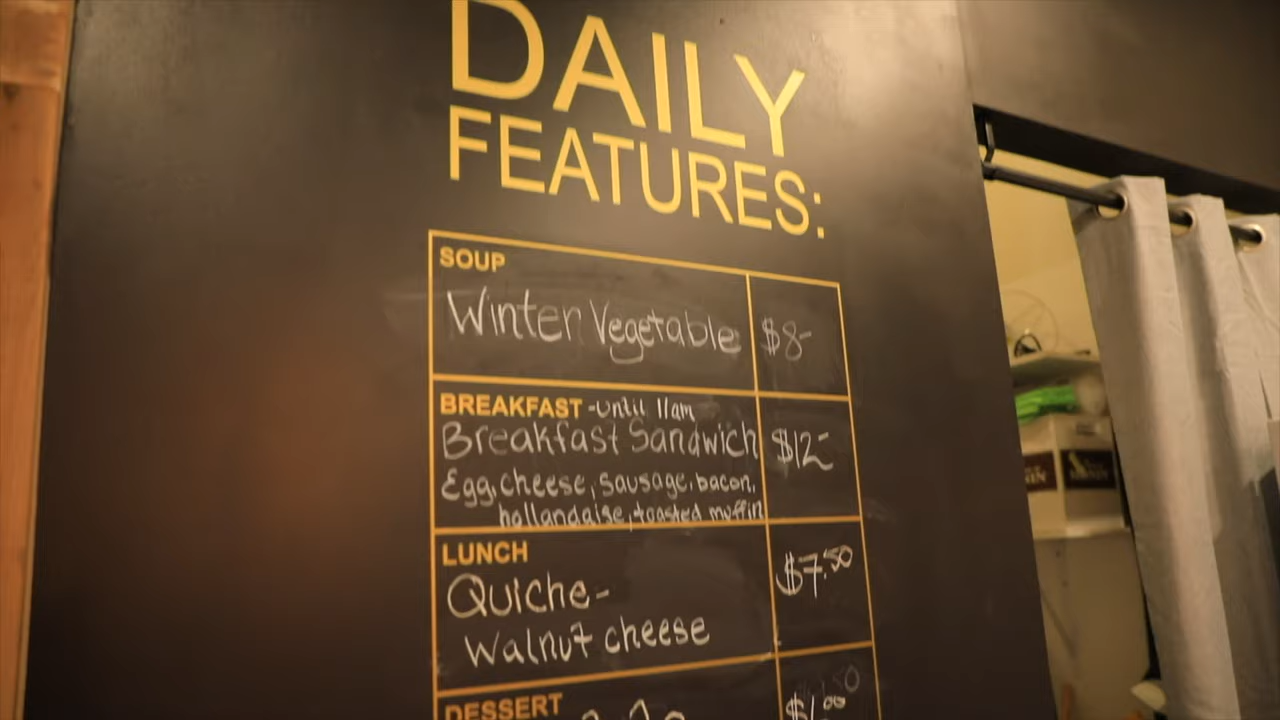 DAILY
FEATURES:
SOUP
Winter Vegetable $8-
BREAKFAST -until 11am
Breakfast Sandwich $12-
Egg, cheese, sausage, bacon,
hollandaise, toasted muffin
LUNCH
Quiche- $7.50
Walnut cheese
DESSERT